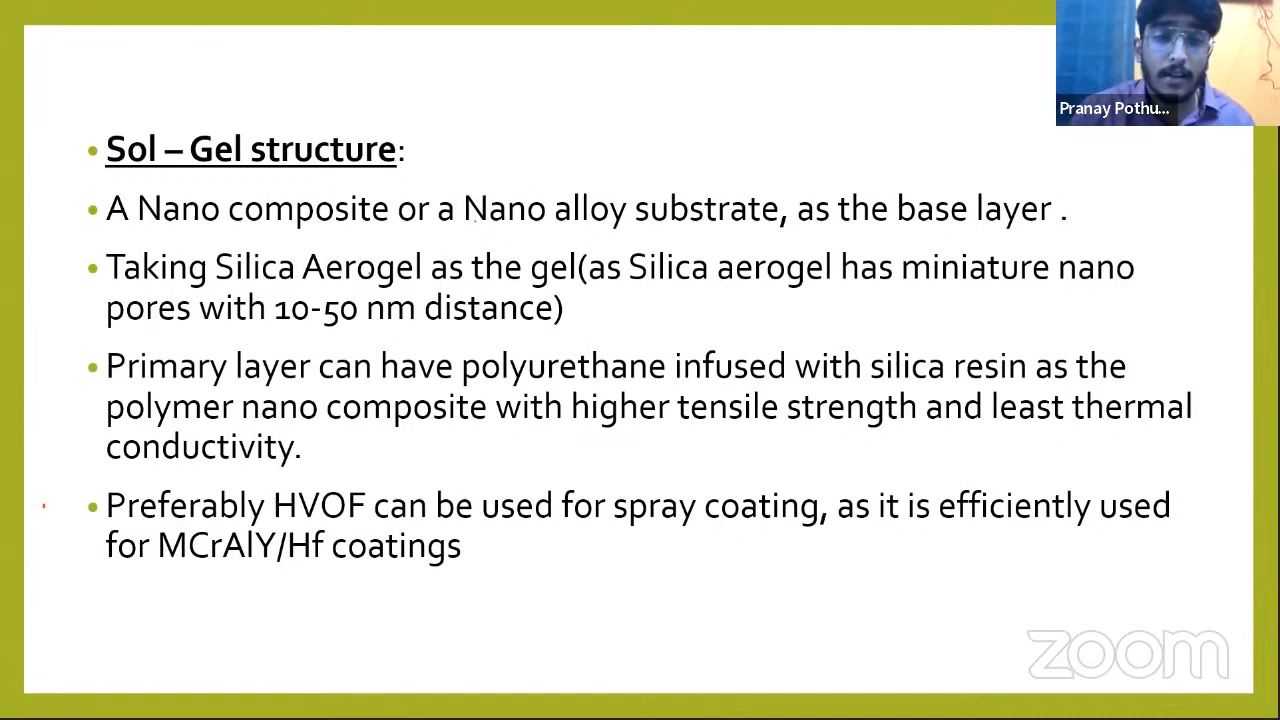 Pranay Pothu...
• Sol – Gel structure:
• A Nano composite or a Nano alloy substrate, as the base layer .
• Taking Silica Aerogel as the gel(as Silica aerogel has miniature nano
pores with 10-50 nm distance)
• Primary layer can have polyurethane infused with silica resin as the
polymer nano composite with higher tensile strength and least thermal
conductivity.
• Preferably HVOF can be used for spray coating, as it is efficiently used
for MCrAlY/Hf coatings
zoom